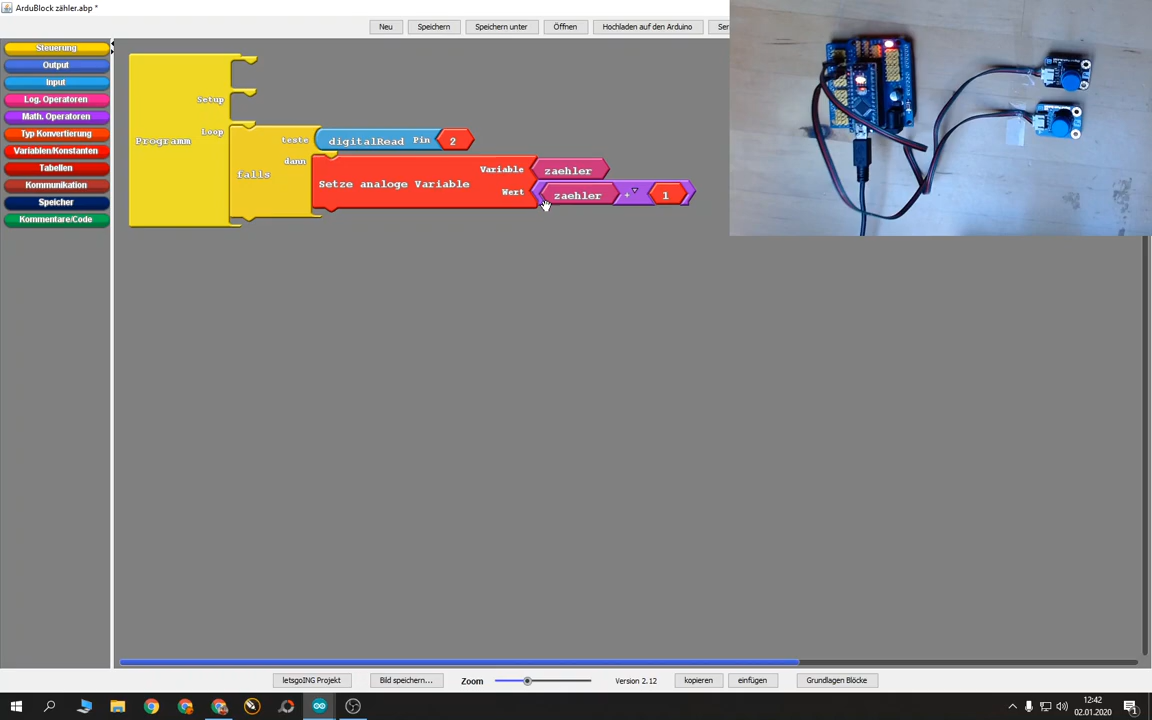 ArduBlock zähler.abp *
Neu
Speichern
Speichern unter
Öffnen
Hochladen auf den Arduino
Ser
Steuerung
Output
Input
Log. Operatoren
Math. Operatoren
Typ Konvertierung
Variablen/Konstanten
Tabellen
Kommunikation
Speicher
Kommentare/Code
Programm
Setup
Loop
falls
teste
digitalRead Pin 2
dann
Setze analoge Variable
Variable zaehler
Wert zaehler + 1
letsgoING Projekt
Bild speichern...
Zoom
Version 2.12
kopieren
einfügen
Grundlagen Blöcke
12:42
02.01.2020
1